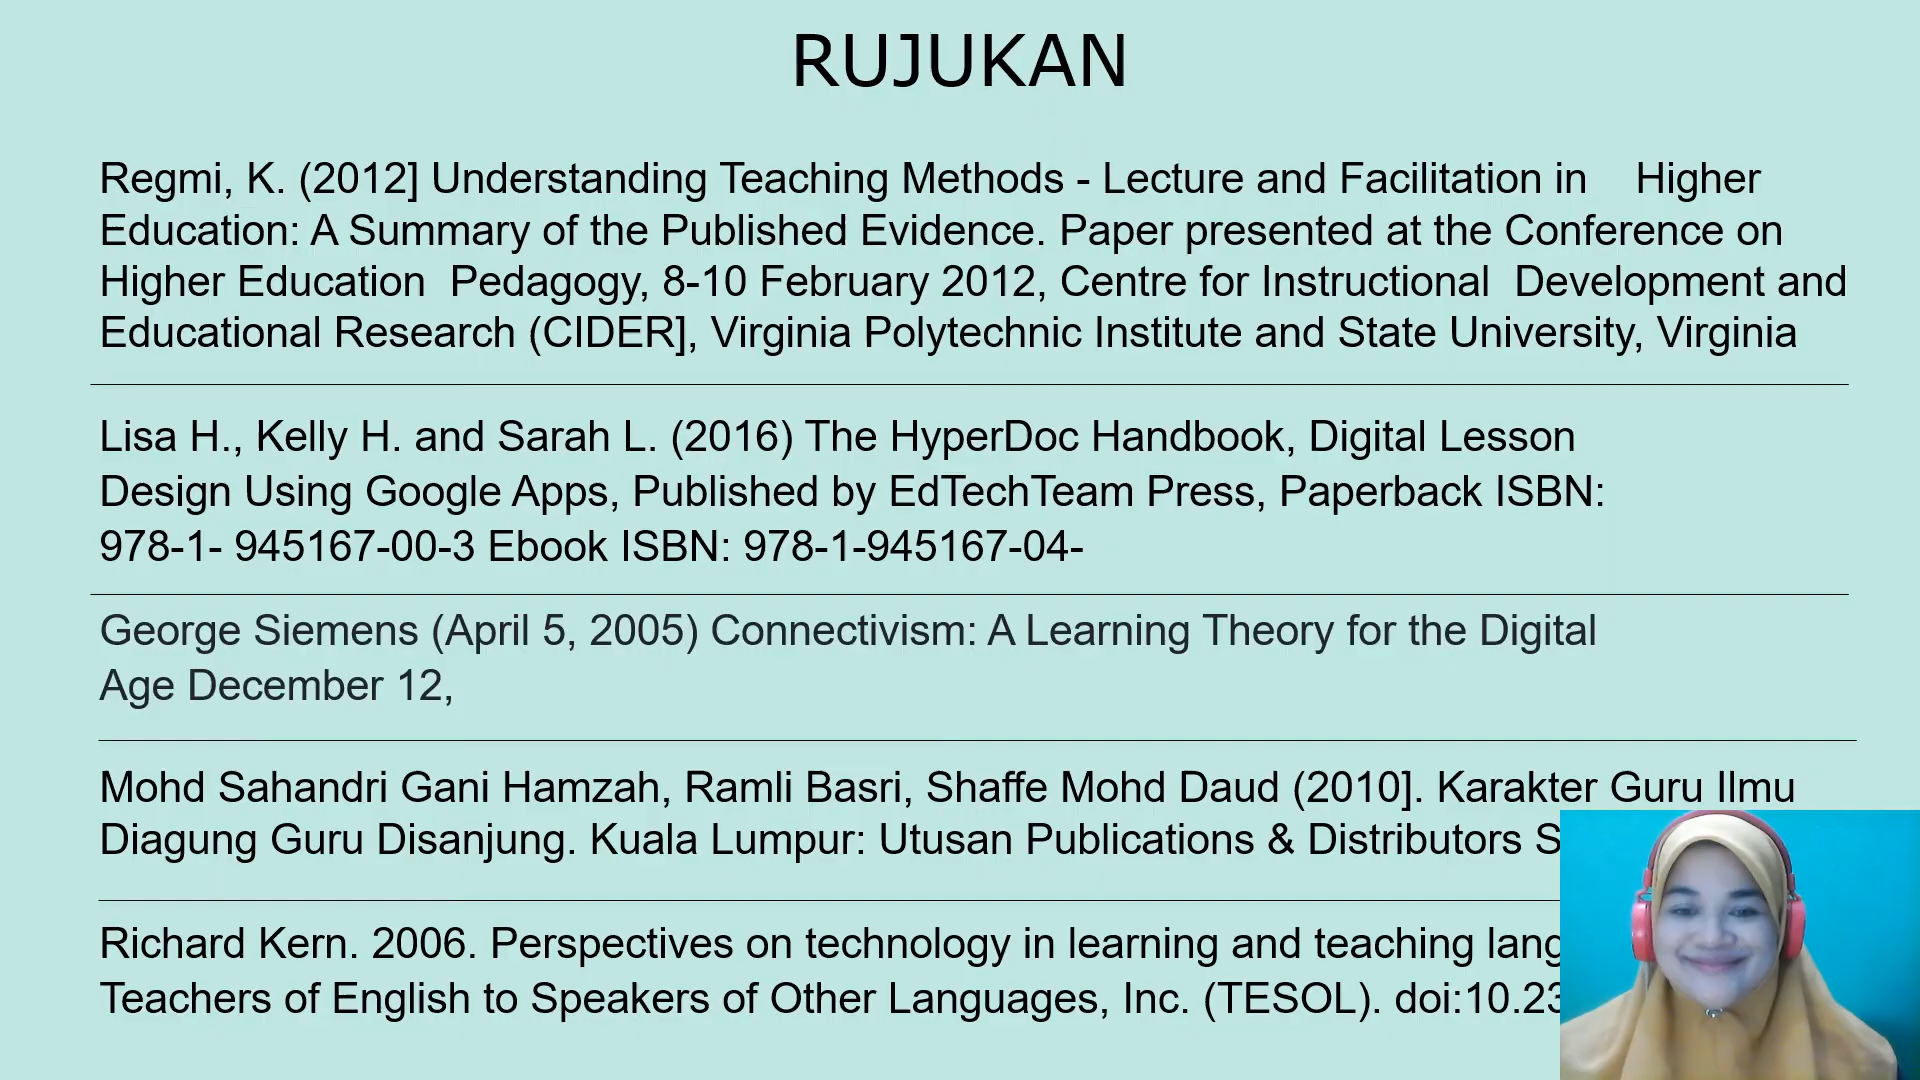 RUJUKAN
Regmi, K. (2012] Understanding Teaching Methods - Lecture and Facilitation in Higher
Education: A Summary of the Published Evidence. Paper presented at the Conference on
Higher Education Pedagogy, 8-10 February 2012, Centre for Instructional Development and
Educational Research (CIDER], Virginia Polytechnic Institute and State University, Virginia
Lisa H., Kelly H. and Sarah L. (2016) The HyperDoc Handbook, Digital Lesson
Design Using Google Apps, Published by EdTechTeam Press, Paperback ISBN:
978-1- 945167-00-3 Ebook ISBN: 978-1-945167-04-
George Siemens (April 5, 2005) Connectivism: A Learning Theory for the Digital
Age December 12,
Mohd Sahandri Gani Hamzah, Ramli Basri, Shaffe Mohd Daud (2010]. Karakter Guru Ilmu
Diagung Guru Disanjung. Kuala Lumpur: Utusan Publications & Distributors S
Richard Kern. 2006. Perspectives on technology in learning and teaching lang
Teachers of English to Speakers of Other Languages, Inc. (TESOL). doi:10.23